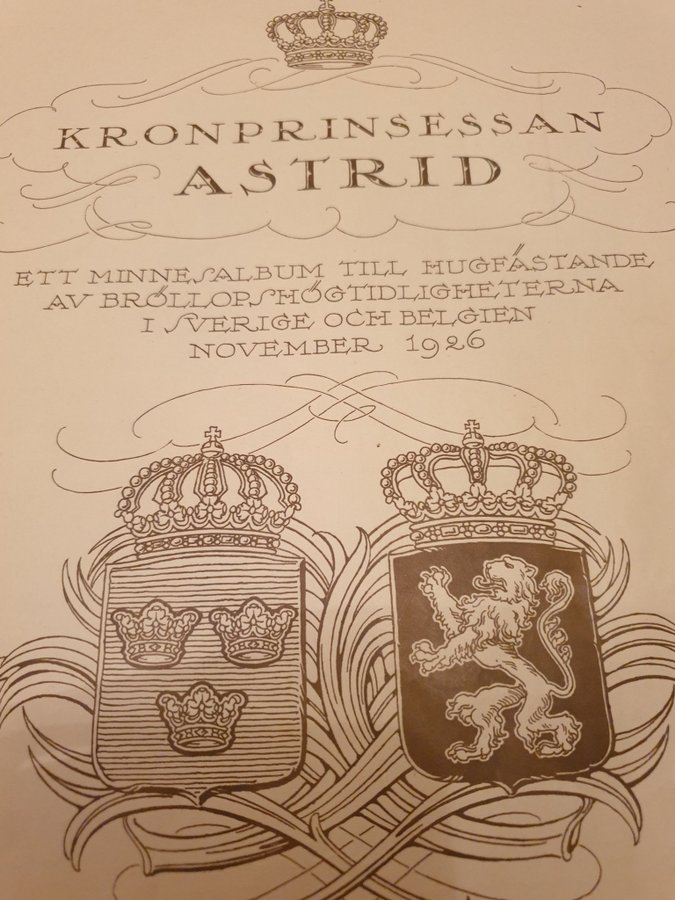 KRONPRINSESSAN
ASTRID
ETT MINNESALBUM TILL HUGFÄSTANDE
AV BRÖLLOPSHÖGTIDLIGHETERNA
I SVERIGE OCH BELGIEN
NOVEMBER 1926